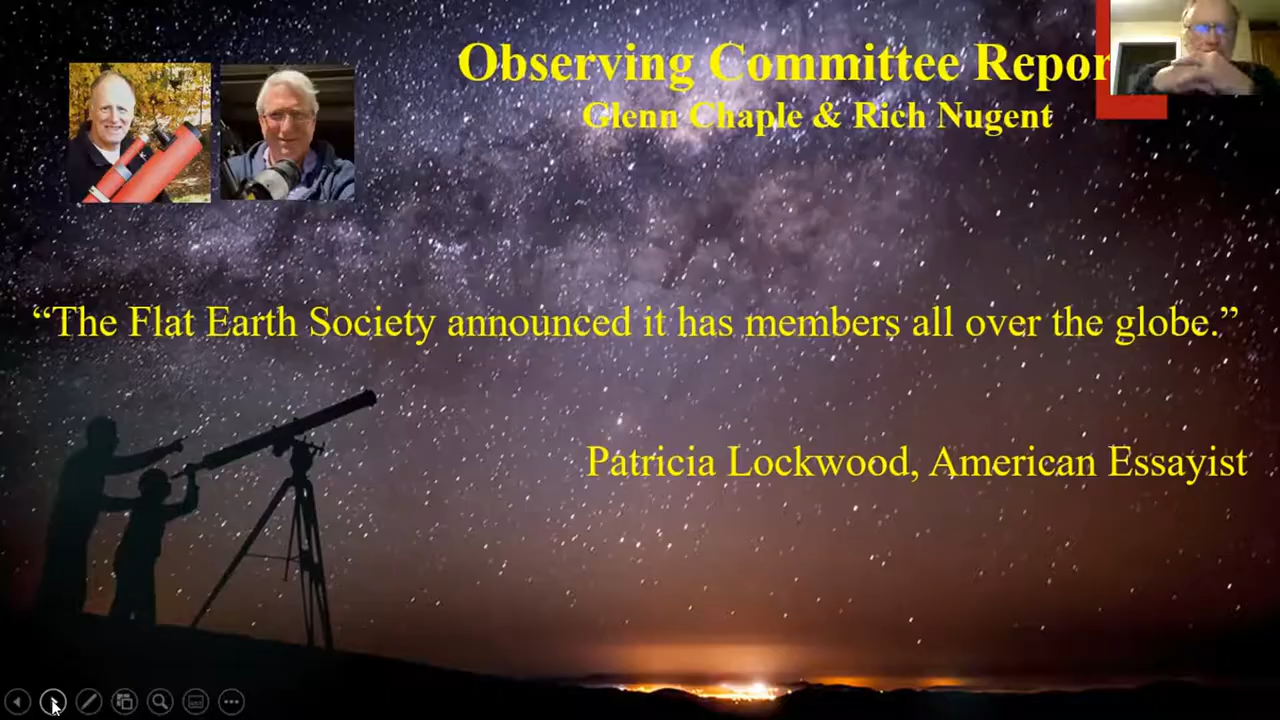 Observing Committee Repor
Glenn Chaple & Rich Nugent
“The Flat Earth Society announced it has members all over the globe.”
Patricia Lockwood, American Essayist